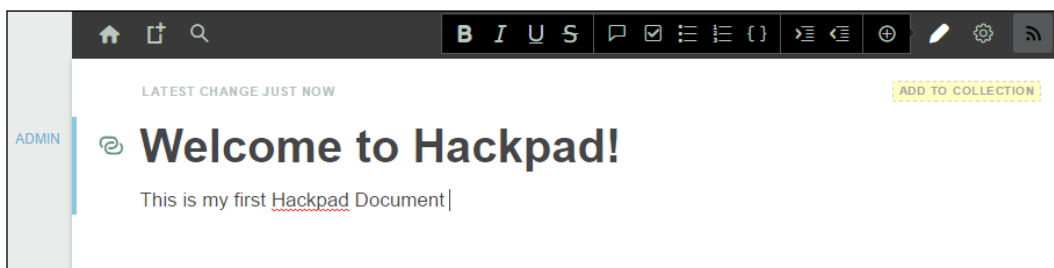 B I U S
LATEST CHANGE JUST NOW
ADD TO COLLECTION
ADMIN
Welcome to Hackpad!
This is my first Hackpad Document